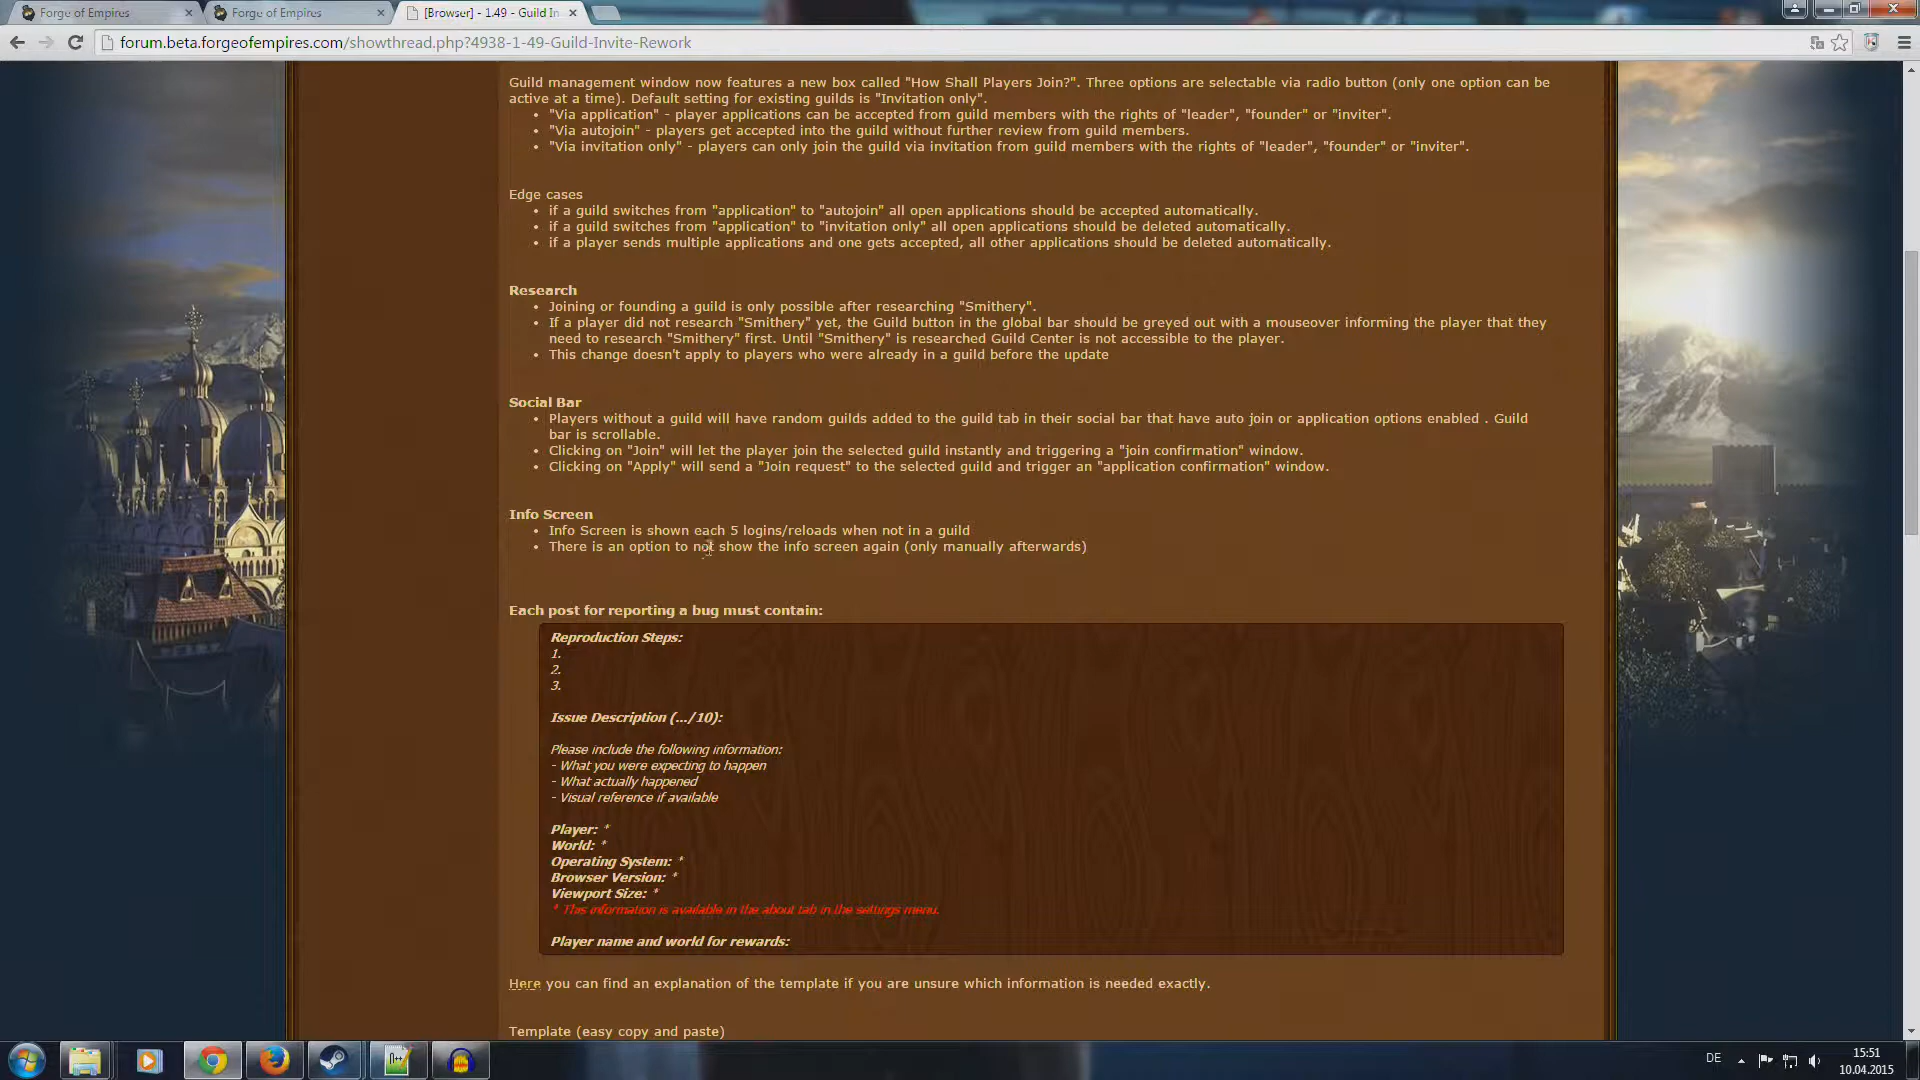 Forge of Empires
Forge of Empires
[Browser] - 1.49 - Guild In
forum.beta.forgeofempires.com/showthread.php?4938-1-49-Guild-Invite-Rework
Guild management window now features a new box called "How Shall Players Join?". Three options are selectable via radio button (only one option can be
active at a time). Default setting for existing guilds is "Invitation only".
• "Via application" - player applications can be accepted from guild members with the rights of "leader", "founder" or "inviter".
• "Via autojoin" - players get accepted into the guild without further review from guild members.
• "Via invitation only" - players can only join the guild via invitation from guild members with the rights of "leader", "founder" or "inviter".
Edge cases
• if a guild switches from "application" to "autojoin" all open applications should be accepted automatically.
• if a guild switches from "application" to "invitation only" all open applications should be deleted automatically.
• if a player sends multiple applications and one gets accepted, all other applications should be deleted automatically.
Research
• Joining or founding a guild is only possible after researching "Smithery".
• If a player did not research "Smithery" yet, the Guild button in the global bar should be greyed out with a mouseover informing the player that they
need to research "Smithery" first. Until "Smithery" is researched Guild Center is not accessible to the player.
• This change doesn't apply to players who were already in a guild before the update
Social Bar
• Players without a guild will have random guilds added to the guild tab in their social bar that have auto join or application options enabled . Guild
bar is scrollable.
• Clicking on "Join" will let the player join the selected guild instantly and triggering a "join confirmation" window.
• Clicking on "Apply" will send a "Join request" to the selected guild and trigger an "application confirmation" window.
Info Screen
• Info Screen is shown each 5 logins/reloads when not in a guild
• There is an option to not show the info screen again (only manually afterwards)
Each post for reporting a bug must contain:
Reproduction Steps:
1.
2.
3.
Issue Description (.../10):
Please include the following information:
- What you were expecting to happen
- What actually happened
- Visual reference if available
Player: *
World: *
Operating System: *
Browser Version: *
Viewport Size: *
* This information is available in the about tab in the settings menu.
Player name and world for rewards:
Here you can find an explanation of the template if you are unsure which information is needed exactly.
Template (easy copy and paste)
DE
15:51
10.04.2015